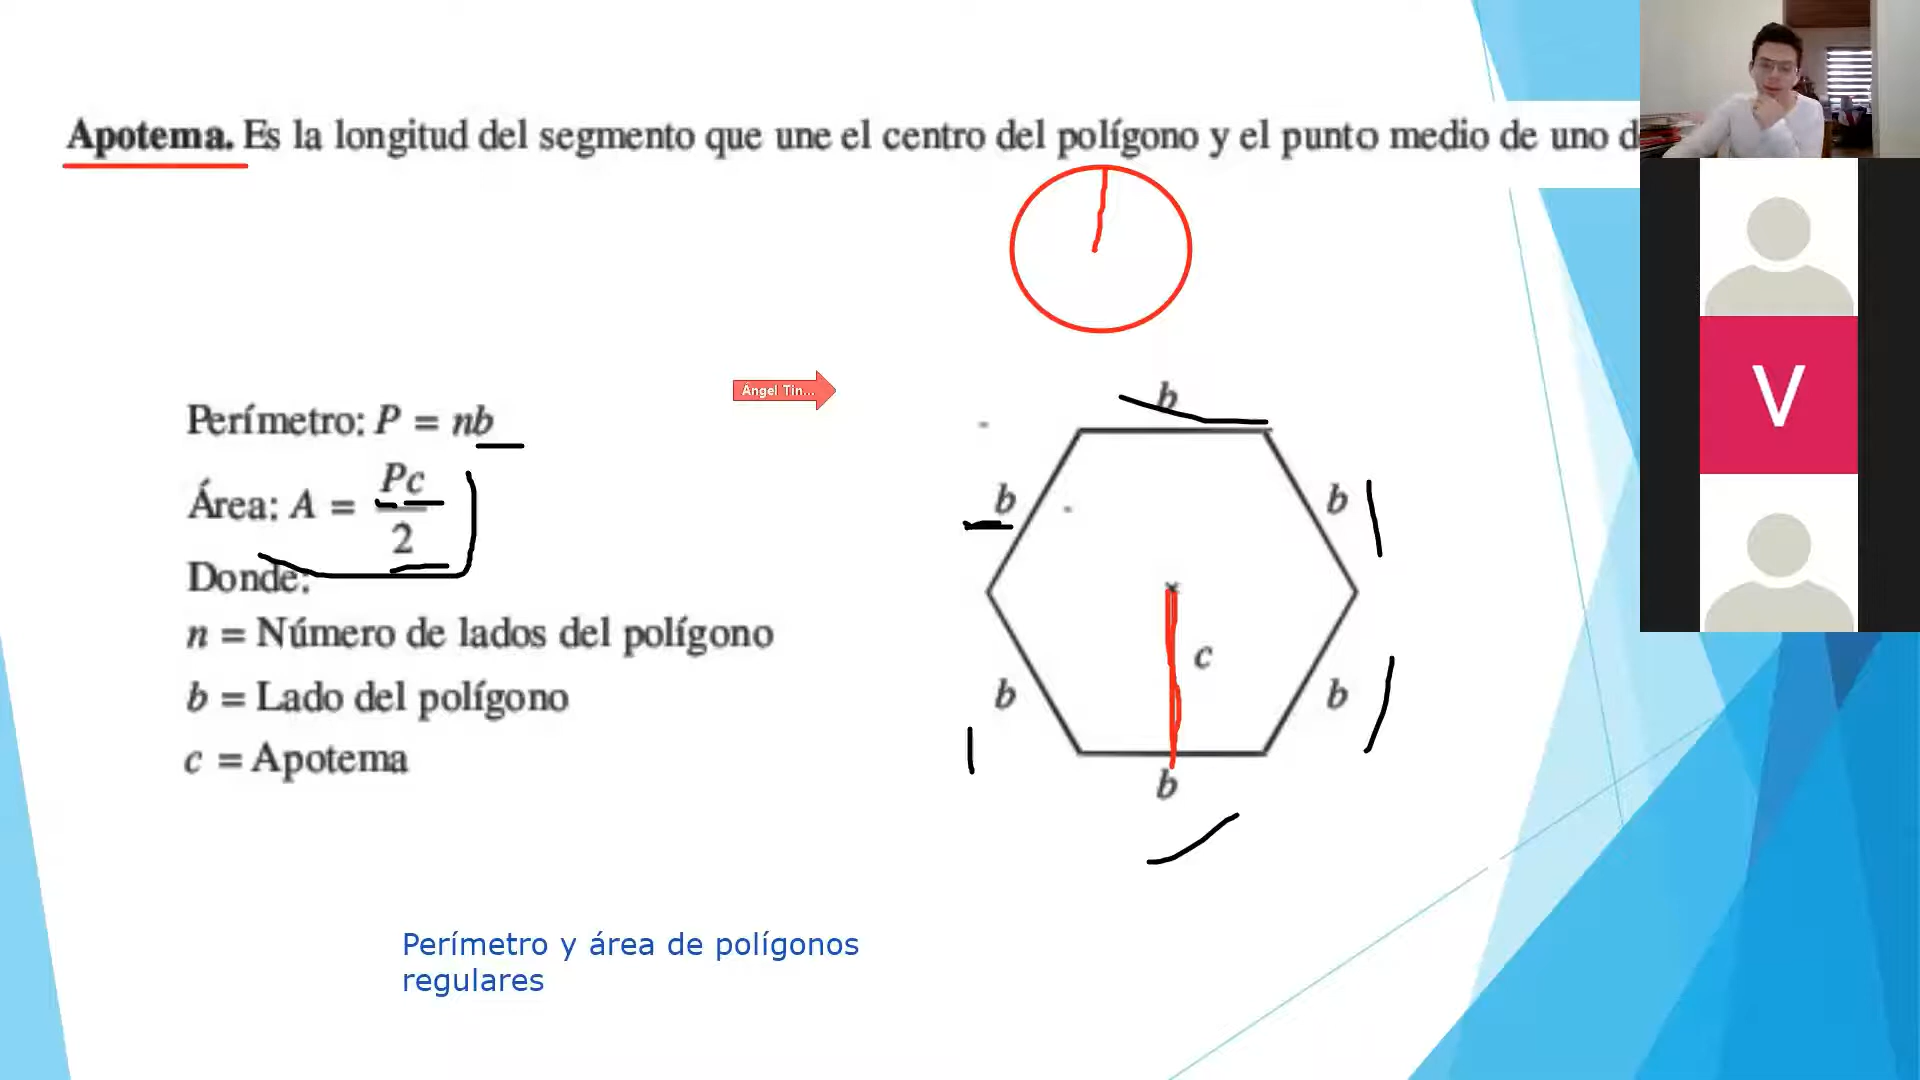 Apotema. Es la longitud del segmento que une el centro del polígono y el punto medio de uno d
Ángel Tin...
V
Perímetro: P = nb
Área: A = Pc
2
Donde:
n = Número de lados del polígono
b = Lado del polígono
c = Apotema
b
b
b
c
b
b
b
Perímetro y área de polígonos
regulares